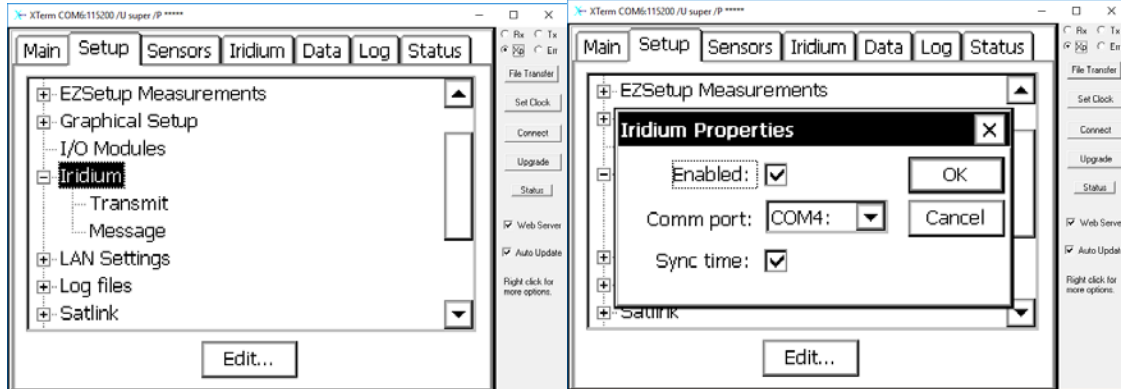 XTerm COM6:115200 /U super /P *****
Main Setup Sensors Iridium Data Log Status
EZSetup Measurements
Graphical Setup
I/O Modules
Iridium
Transmit
Message
LAN Settings
Log files
Satlink
Edit...
Rx Tx
Xp Err
File Transfer
Set Clock
Connect
Upgrade
Status
Web Server
Auto Update
Right click for
more options.
XTerm COM6:115200 /U super /P *****
Main Setup Sensors Iridium Data Log Status
EZSetup Measurements
Iridium Properties
Enabled:
OK
Comm port: COM4:
Cancel
Sync time:
Satlink
Edit...
Rx Tx
Xp Err
File Transfer
Set Clock
Connect
Upgrade
Status
Web Serve
Auto Updat
Right click for
more options.